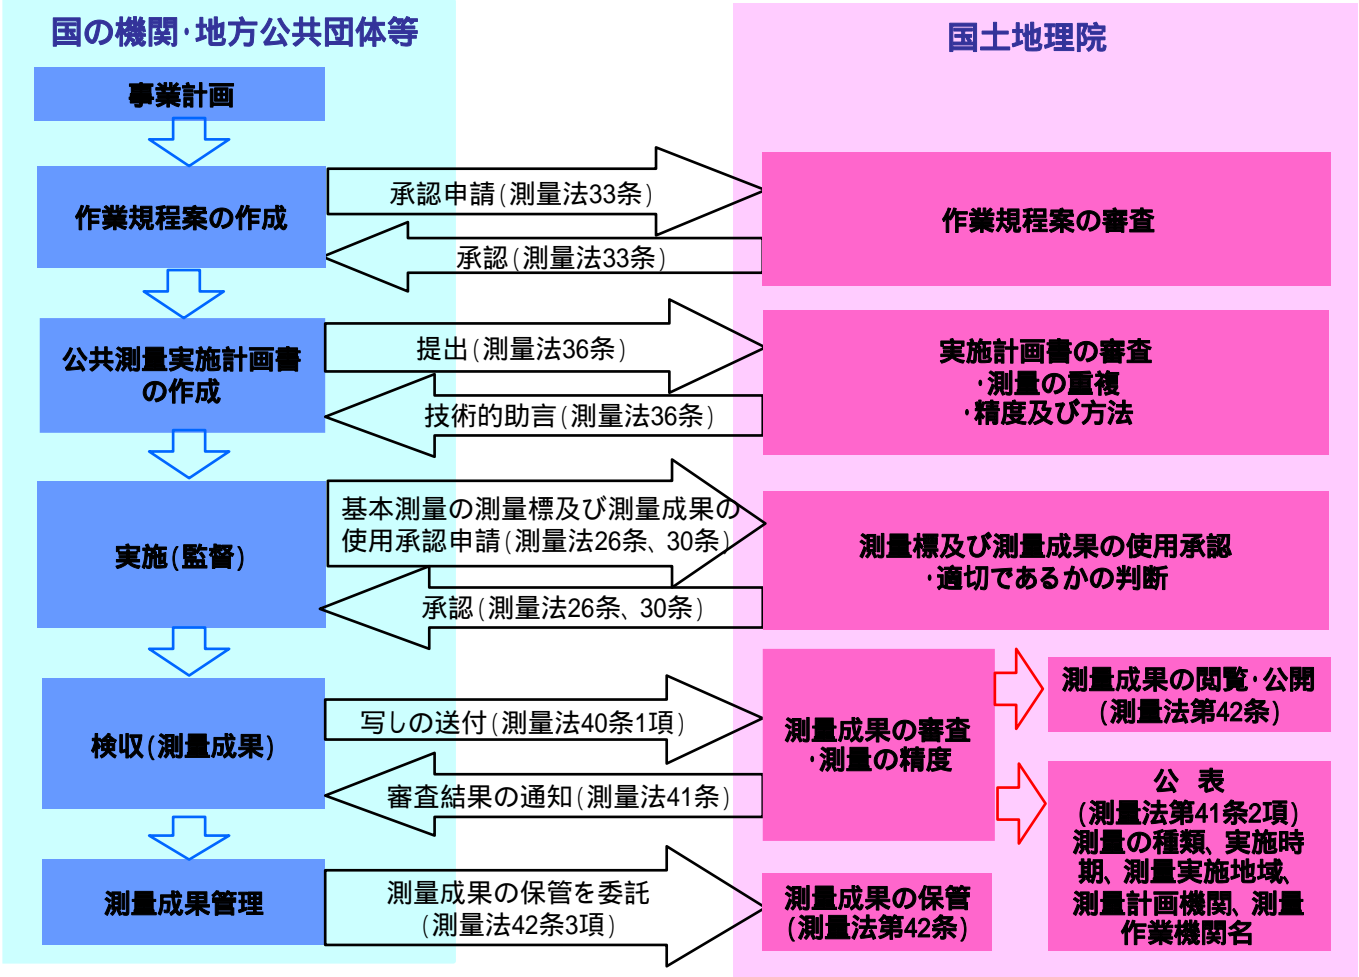 国の機関・地方公共団体等
国土地理院
事業計画
作業規程案の作成
承認申請(測量法33条)
承認(測量法33条)
作業規程案の審査
公共測量実施計画書
の作成
提出(測量法36条)
技術的助言(測量法36条)
実施計画書の審査
・測量の重複
・精度及び方法
実施(監督)
基本測量の測量標及び測量成果の
使用承認申請(測量法26条、30条)
承認(測量法26条、30条)
測量標及び測量成果の使用承認
・適切であるかの判断
検収(測量成果)
写しの送付(測量法40条1項)
審査結果の通知(測量法41条)
測量成果の審査
・測量の精度
測量成果の閲覧・公開
(測量法第42条)
公 表
(測量法第41条2項)
測量の種類、実施時
期、測量実施地域、
測量計画機関、測量
作業機関名
測量成果管理
測量成果の保管を委託
(測量法42条3項)
測量成果の保管
(測量法第42条)